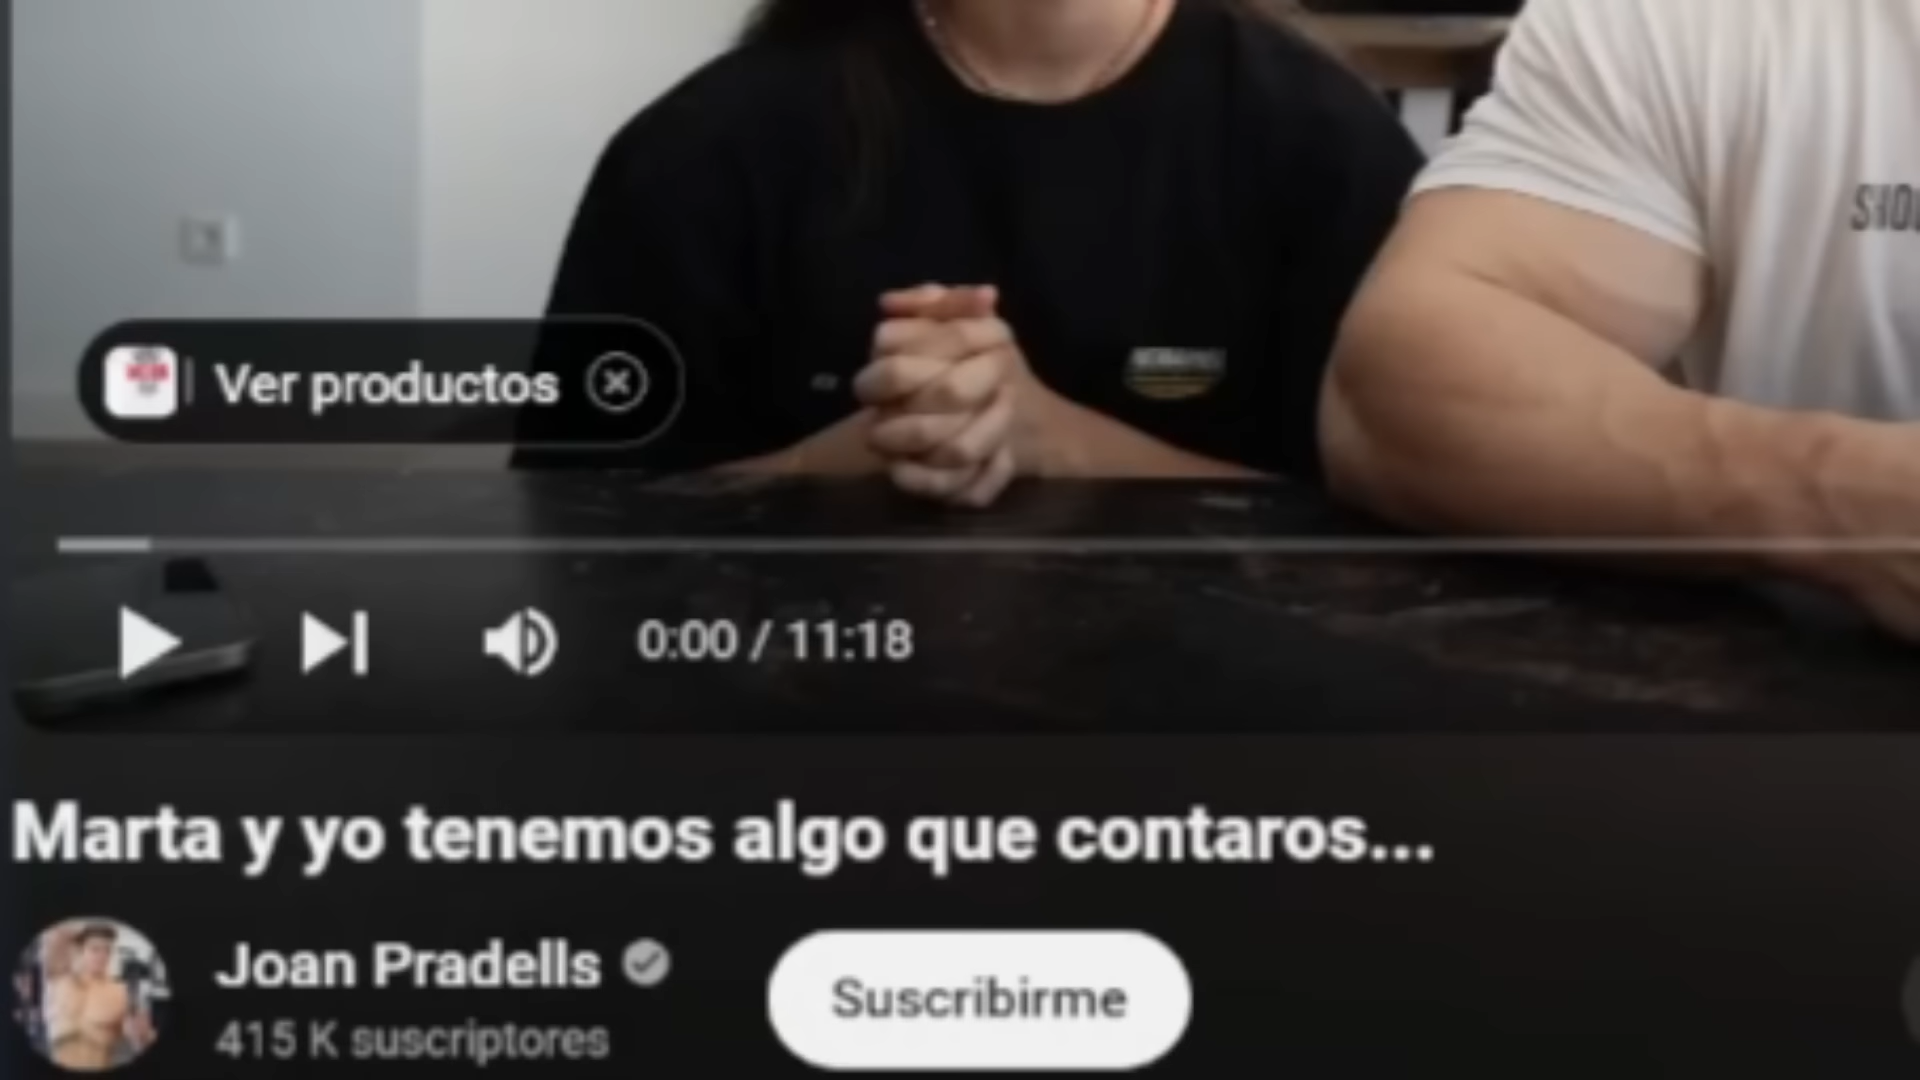 Ver productos
0:00 / 11:18
Marta y yo tenemos algo que contaros...
Joan Pradells
Suscribirme
415 K suscriptores